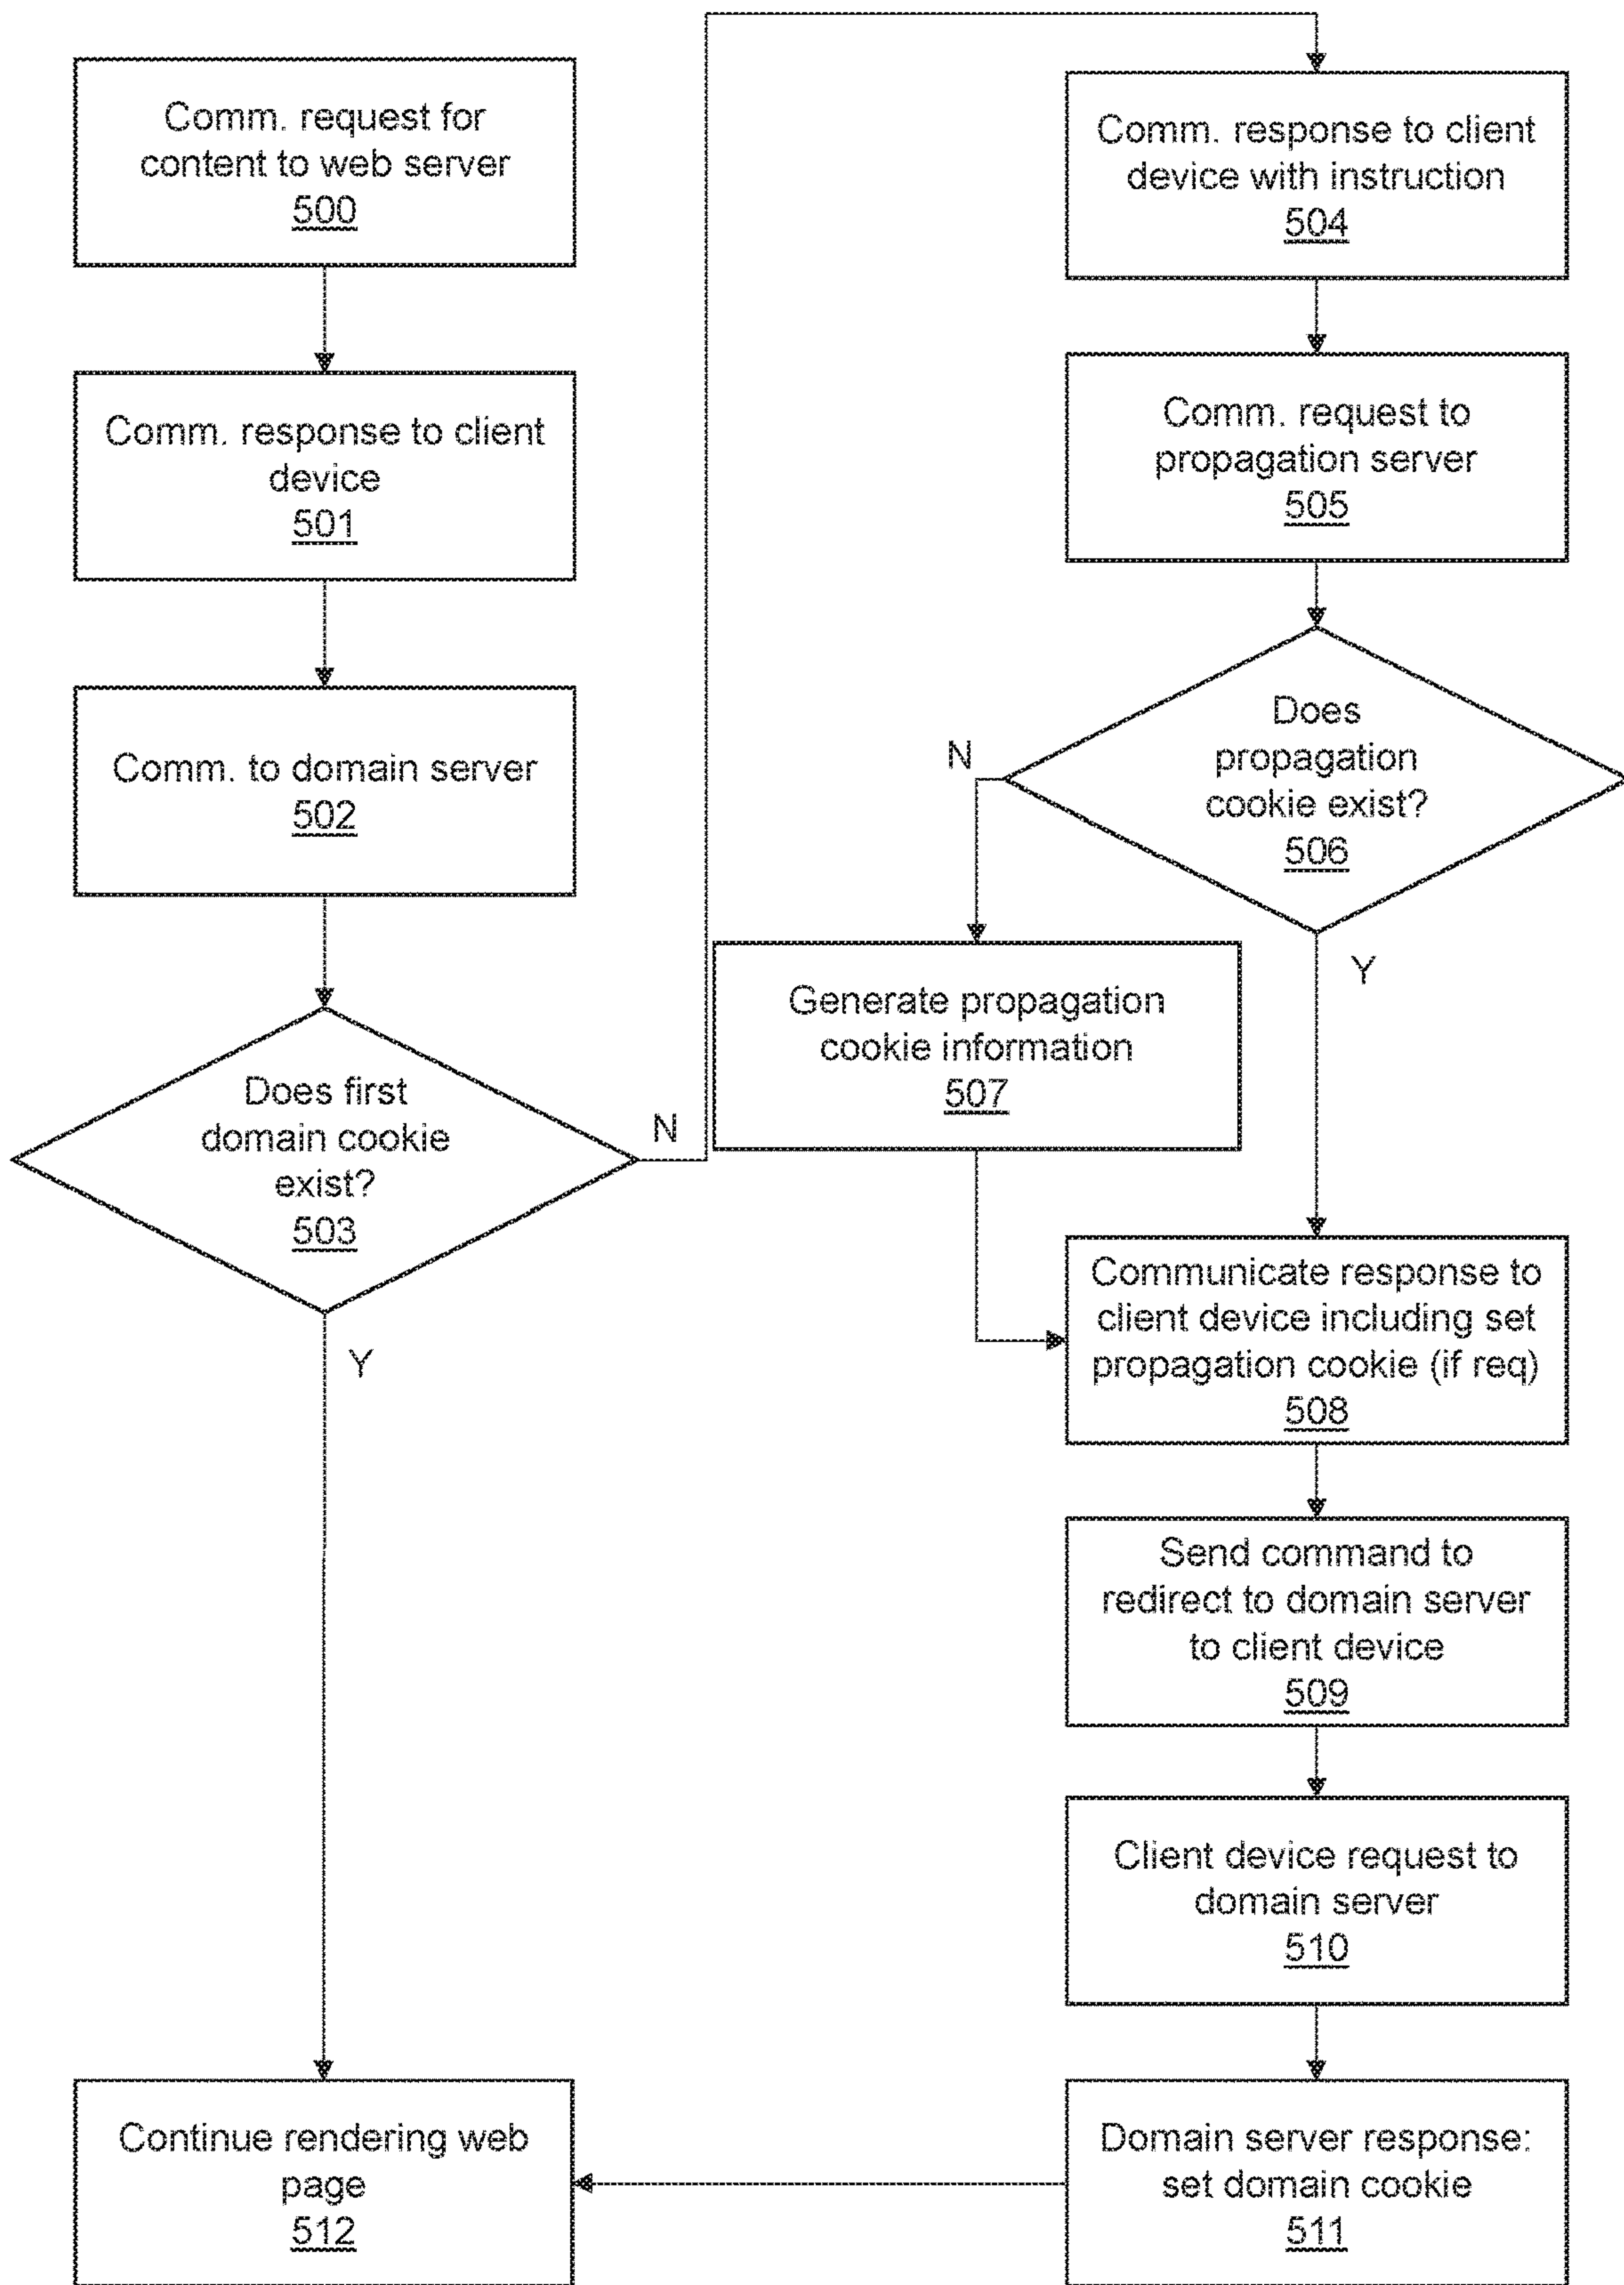 Comm. request for
content to web server
500
Comm. response to client
device
501
Comm. to domain server
502
Does first
domain cookie
exist?
503
N
Y
Comm. response to client
device with instruction
504
Comm. request to
propagation server
505
Does
propagation
cookie exist?
506
N
Y
Generate propagation
cookie information
507
Communicate response to
client device including set
propagation cookie (if req)
508
Send command to
redirect to domain server
to client device
509
Client device request to
domain server
510
Domain server response:
set domain cookie
511
Continue rendering web
page
512